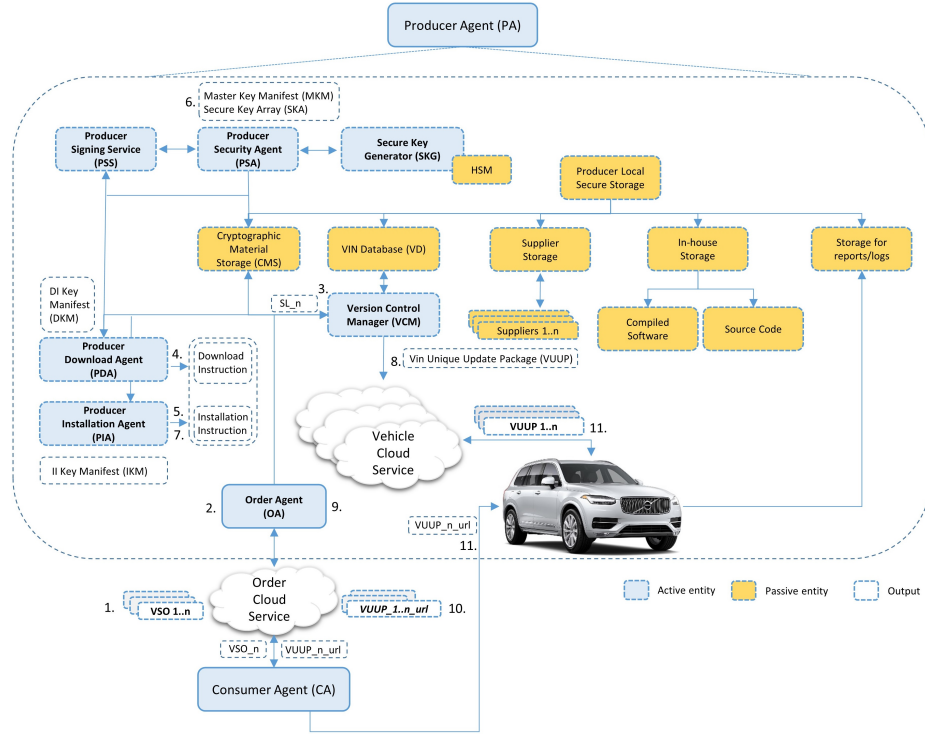 Producer Agent (PA)
6.
Master Key Manifest (MKM)
Secure Key Array (SKA)
Producer
Signing Service
(PSS)
Producer
Security Agent
(PSA)
Secure Key
Generator (SKG)
HSM
Producer Local
Secure Storage
Cryptographic
Material
Storage (CMS)
VIN Database (VD)
Supplier
Storage
In-house
Storage
Storage for
reports/logs
DI Key
Manifest
(DKM)
SL_n
3.
Version Control
Manager (VCM)
Suppliers 1..n
Compiled
Software
Source Code
Producer
Download Agent
(PDA)
4.
Download
Instruction
8.
Vin Unique Update Package (VUUP)
Producer
Installation Agent
(PIA)
5.
7.
Installation
Instruction
II Key Manifest (IKM)
Vehicle
Cloud
Service
VUUP 1..n
11.
2.
Order Agent
(OA)
9.
VUUP_n_url
11.
1.
VSO 1..n
Order
Cloud
Service
VUUP_1..n_url
10.
Active entity
Passive entity
Output
VSO_n
VUUP_n_url
Consumer Agent (CA)